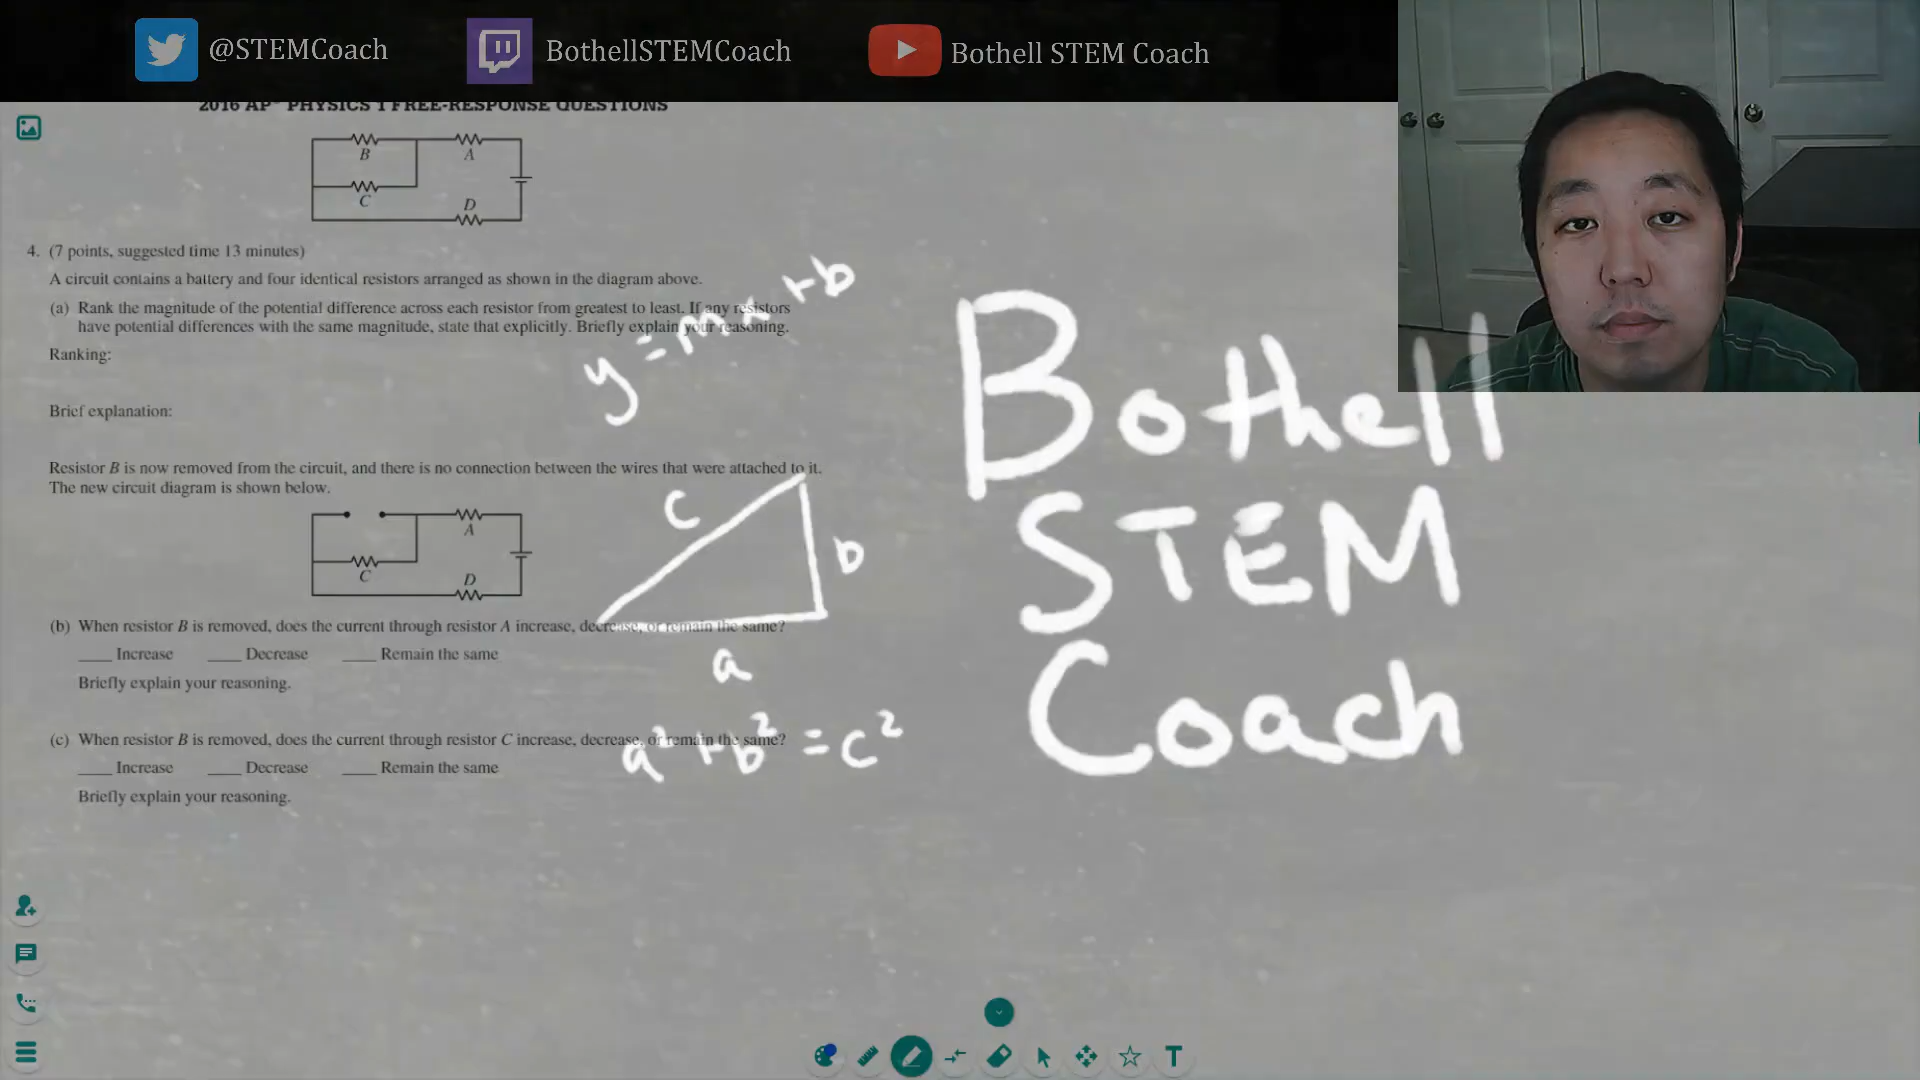 @STEMCoach
BothellSTEMCoach
Bothell STEM Coach
2016 AP® PHYSICS 1 FREE-RESPONSE QUESTIONS
B
A
C
D
4. (7 points, suggested time 13 minutes)
A circuit contains a battery and four identical resistors arranged as shown in the diagram above.
(a) Rank the magnitude of the potential difference across each resistor from greatest to least. If any resistors
have potential differences with the same magnitude, state that explicitly. Briefly explain your reasoning.
Ranking:
Brief explanation:
Resistor B is now removed from the circuit, and there is no connection between the wires that were attached to it.
The new circuit diagram is shown below.
A
C
D
(b) When resistor B is removed, does the current through resistor A increase, decrease, or remain the same?
____ Increase ____ Decrease ____ Remain the same
Briefly explain your reasoning.
(c) When resistor B is removed, does the current through resistor C increase, decrease, or remain the same?
____ Increase ____ Decrease ____ Remain the same
Briefly explain your reasoning.
y = mx + b
c
b
a
a² + b² = c²
Bothell
STEM
Coach
T